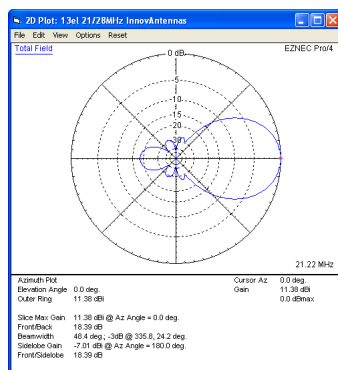 2D Plot: 13el 21/28MHz InnovAntennas
File Edit View Options Reset
Total Field
EZNEC Pro/4
0 dB
-5
-10
-15
-20
-30
21.22 MHz
Azimuth Plot
Elevation Angle 0.0 deg.
Outer Ring 11.38 dBi
Cursor Az 0.0 deg.
Gain 11.38 dBi
0.0 dBmax
Slice Max Gain 11.38 dBi @ Az Angle = 0.0 deg.
Front/Back 18.39 dB
Beamwidth 48.4 deg.; -3dB @ 335.8, 24.2 deg.
Sidelobe Gain -7.01 dBi @ Az Angle = 180.0 deg.
Front/Sidelobe 18.39 dB